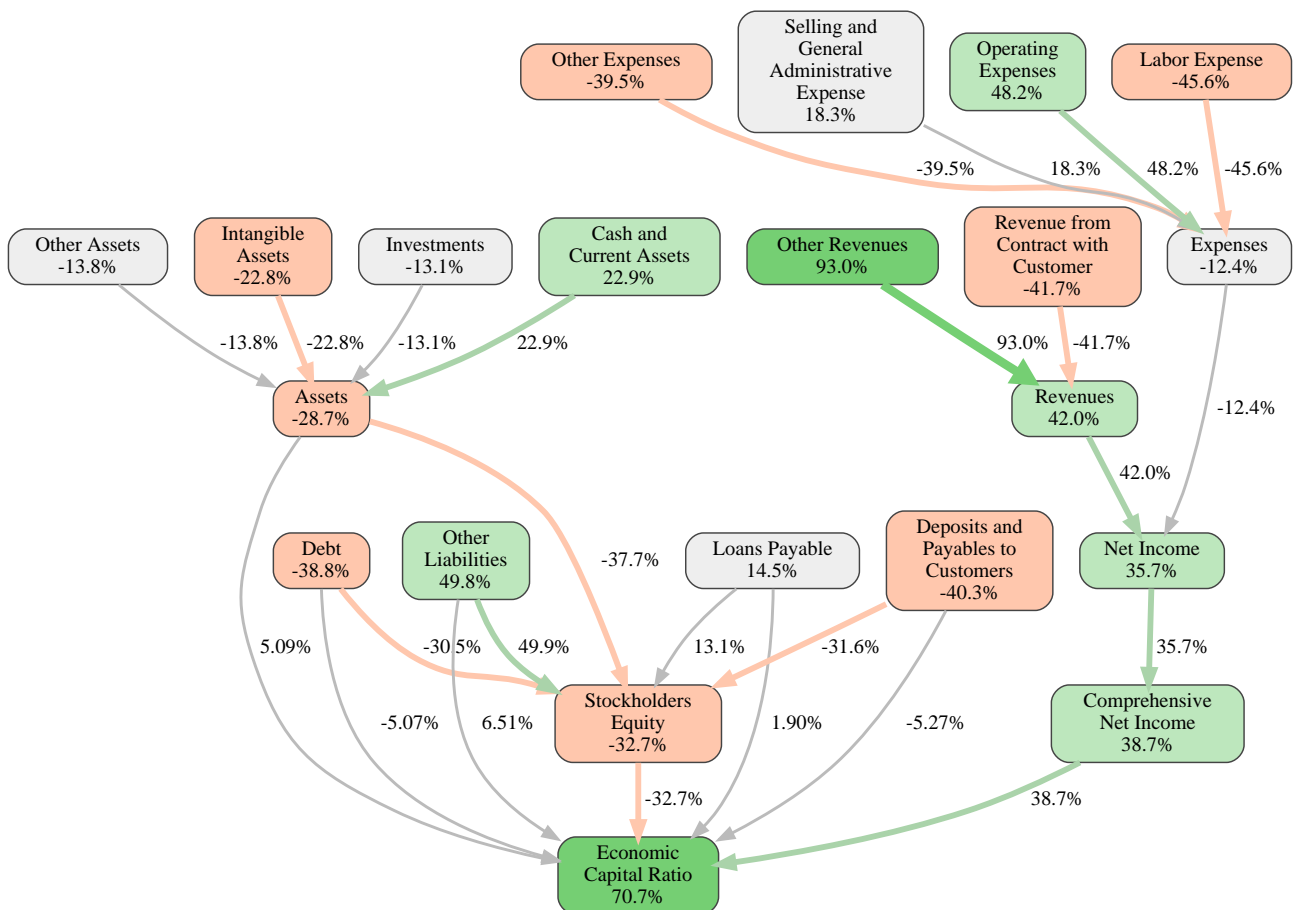 Other Expenses
-39.5%
Selling and
General
Administrative
Expense
18.3%
Operating
Expenses
48.2%
Labor Expense
-45.6%
-39.5%
18.3%
48.2%
-45.6%
Other Assets
-13.8%
Intangible
Assets
-22.8%
Investments
-13.1%
Cash and
Current Assets
22.9%
Other Revenues
93.0%
Revenue from
Contract with
Customer
-41.7%
Expenses
-12.4%
-13.8%
-22.8%
-13.1%
22.9%
93.0%
-41.7%
Assets
-28.7%
Revenues
42.0%
-12.4%
42.0%
Debt
-38.8%
Other
Liabilities
49.8%
-37.7%
Loans Payable
14.5%
Deposits and
Payables to
Customers
-40.3%
Net Income
35.7%
5.09%
-30.5%
49.9%
13.1%
-31.6%
35.7%
-5.07%
6.51%
Stockholders
Equity
-32.7%
1.90%
-5.27%
Comprehensive
Net Income
38.7%
-32.7%
38.7%
Economic
Capital Ratio
70.7%